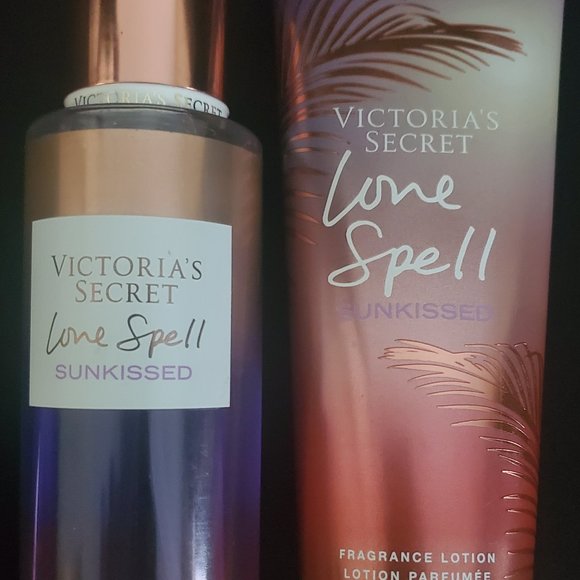 VICTORIA'S SECRET
VICTORIA'S
SECRET
Love Spell
SUNKISSED
VICTORIA'S
SECRET
Love
Spell
SUNKISSED
FRAGRANCE LOTION
LOTION PARFUMÉE